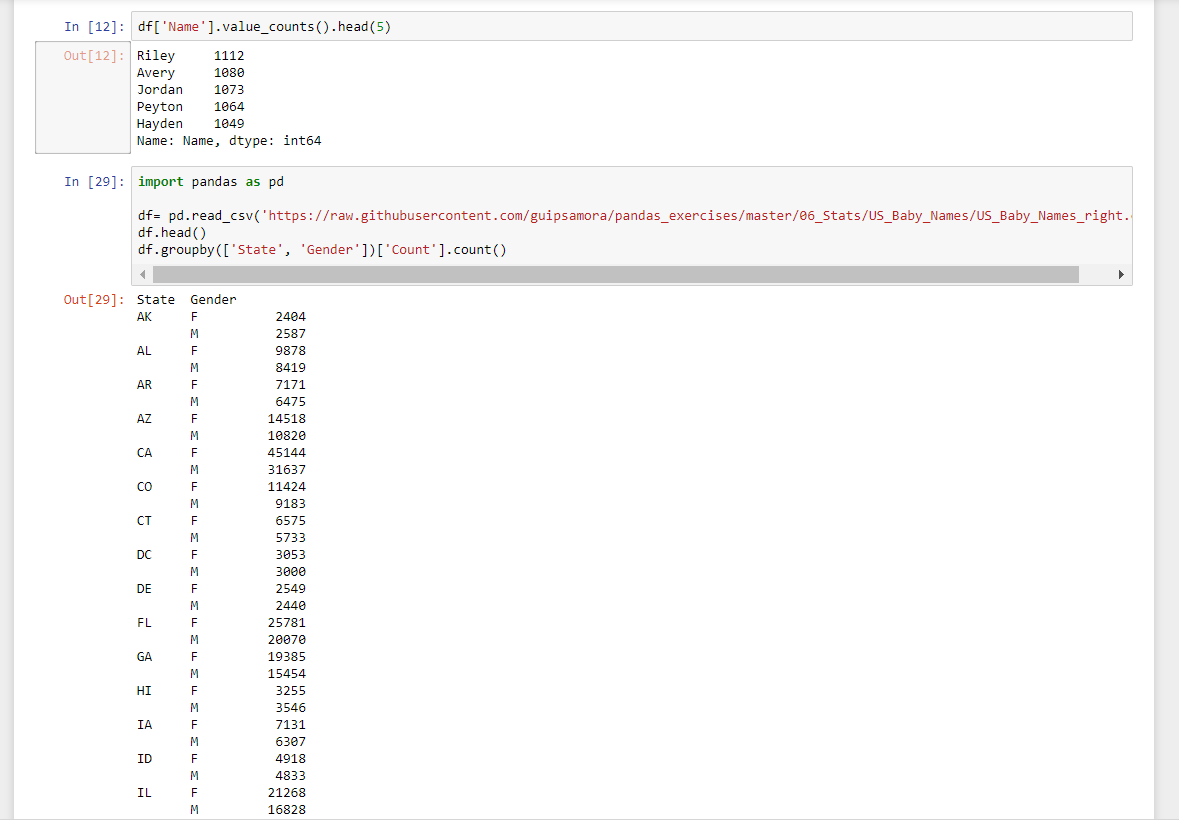 In [12]: df['Name'].value_counts().head(5)
Out[12]: Riley     1112
Avery     1080
Jordan    1073
Peyton    1064
Hayden    1049
Name: Name, dtype: int64
In [29]: import pandas as pd
df= pd.read_csv('https://raw.githubusercontent.com/guipsamora/pandas_exercises/master/06_Stats/US_Baby_Names/US_Baby_Names_right.
df.head()
df.groupby(['State', 'Gender'])['Count'].count()
Out[29]: State  Gender
AK     F          2404
M          2587
AL     F          9878
M          8419
AR     F          7171
M          6475
AZ     F         14518
M         10820
CA     F         45144
M         31637
CO     F         11424
M          9183
CT     F          6575
M          5733
DC     F          3053
M          3000
DE     F          2549
M          2440
FL     F         25781
M         20070
GA     F         19385
M         15454
HI     F          3255
M          3546
IA     F          7131
M          6307
ID     F          4918
M          4833
IL     F         21268
M         16828